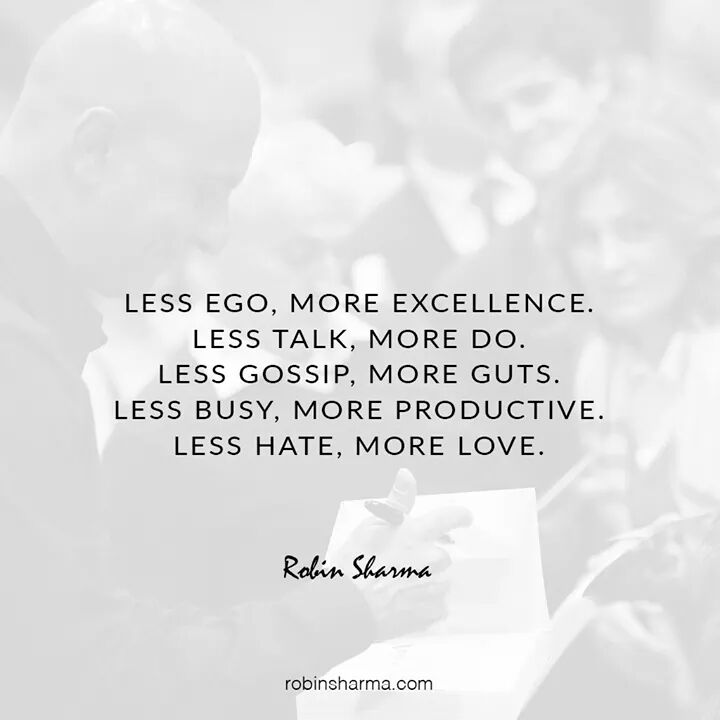 LESS EGO, MORE EXCELLENCE.
LESS TALK, MORE DO.
LESS GOSSIP, MORE GUTS.
LESS BUSY, MORE PRODUCTIVE.
LESS HATE, MORE LOVE.
Robin Sharma
robinsharma.com